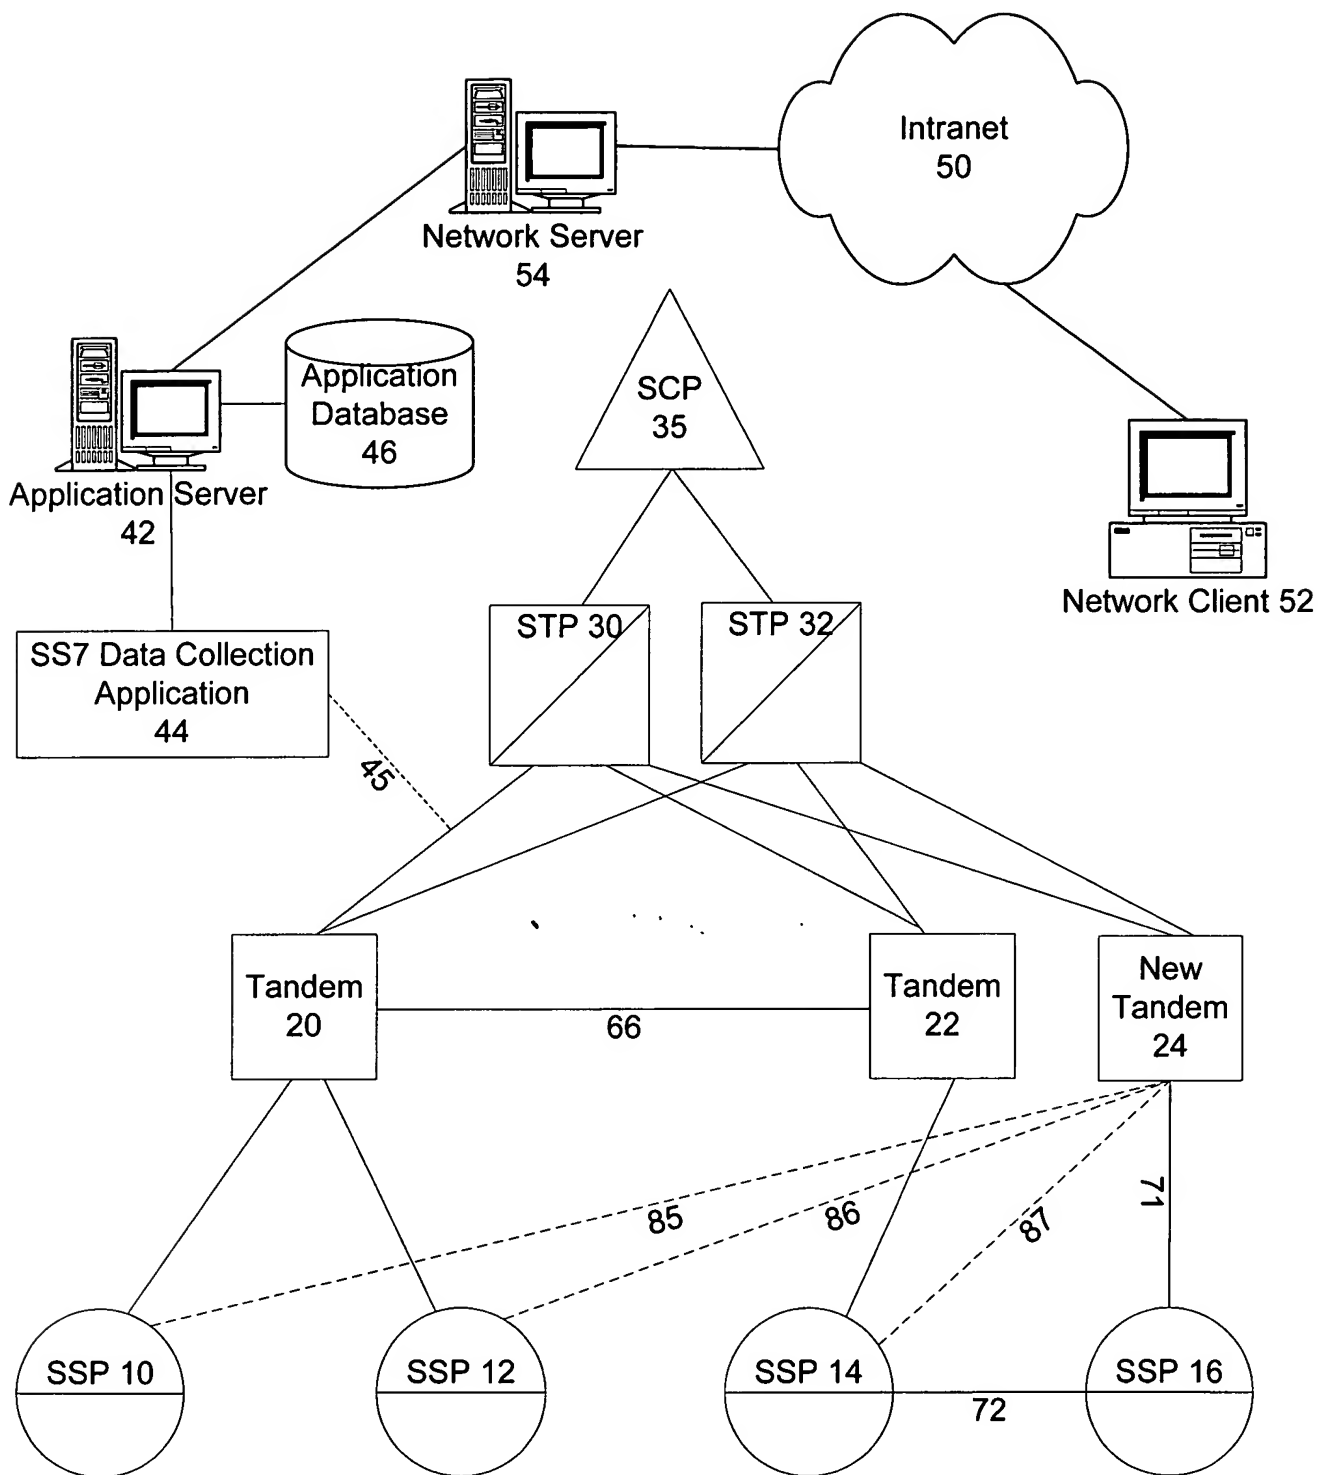 Intranet
50
Network Server
54
Application
Database
46
SCP
35
Application Server
42
Network Client 52
STP 30
STP 32
SS7 Data Collection
Application
44
45
Tandem
20
66
Tandem
22
New
Tandem
24
85
86
87
71
SSP 10
SSP 12
SSP 14
72
SSP 16